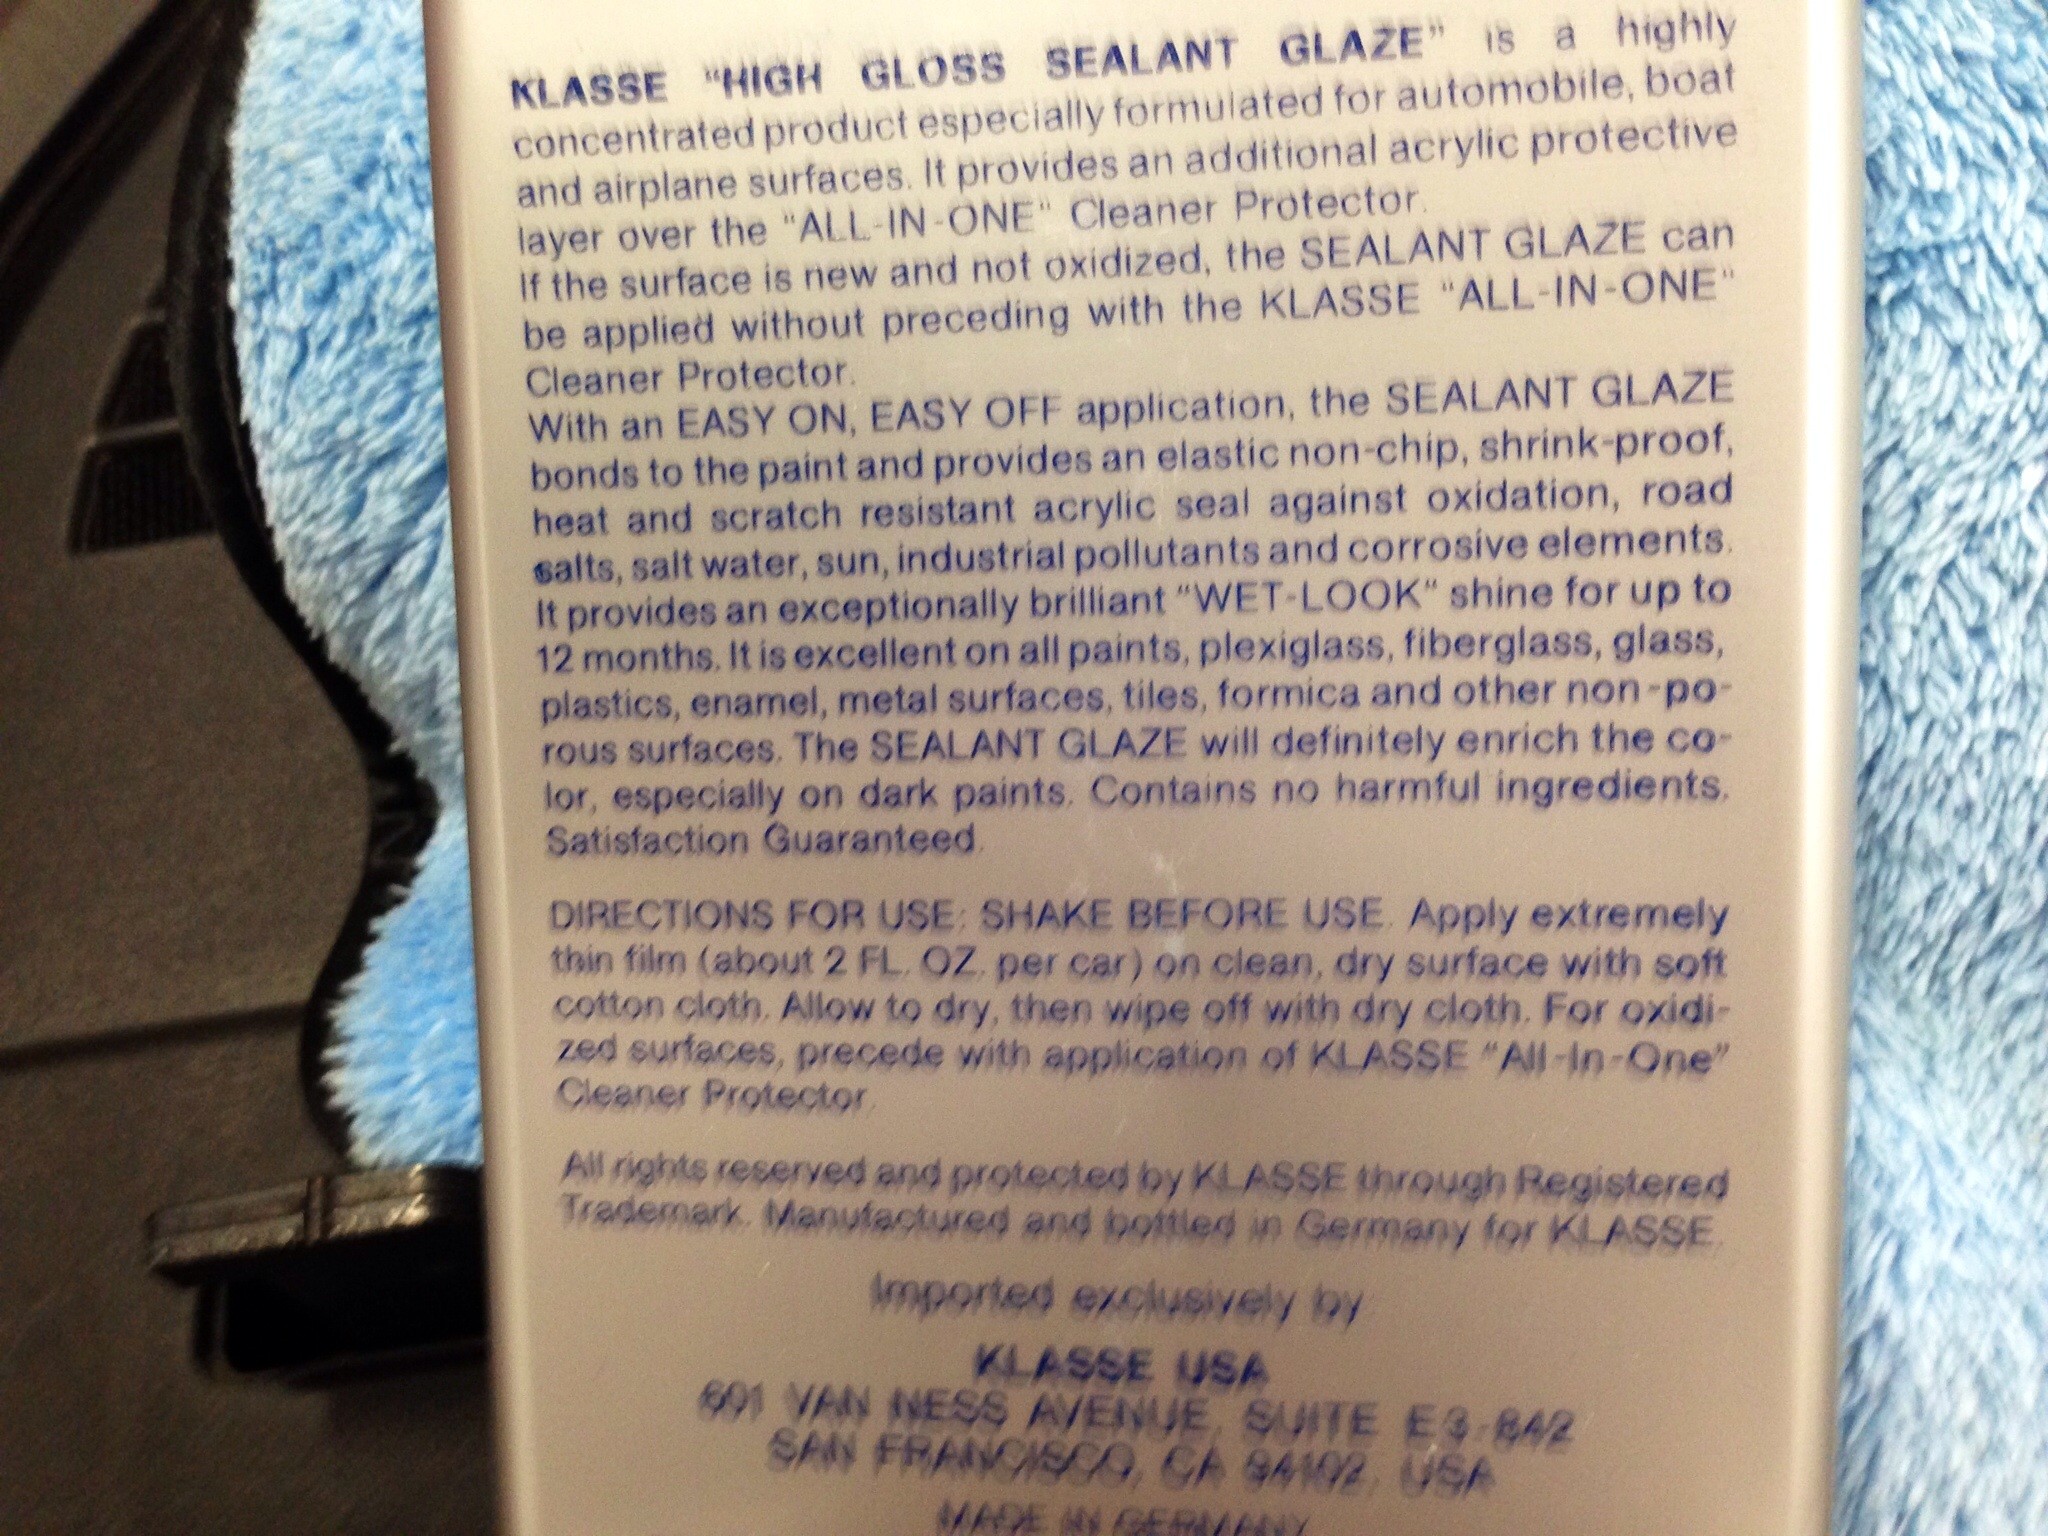 KLASSE "HIGH GLOSS SEALANT GLAZE" is a highly
concentrated product especially formulated for automobile, boat
and airplane surfaces. It provides an additional acrylic protective
layer over the "ALL-IN-ONE" Cleaner Protector.
If the surface is new and not oxidized, the SEALANT GLAZE can
be applied without preceding with the KLASSE "ALL-IN-ONE"
Cleaner Protector.
With an EASY ON, EASY OFF application, the SEALANT GLAZE
bonds to the paint and provides an elastic non-chip, shrink-proof,
heat and scratch resistant acrylic seal against oxidation, road
salts, salt water, sun, industrial pollutants and corrosive elements.
It provides an exceptionally brilliant "WET-LOOK" shine for up to
12 months. It is excellent on all paints, plexiglass, fiberglass, glass,
plastics, enamel, metal surfaces, tiles, formica and other non-po-
rous surfaces. The SEALANT GLAZE will definitely enrich the co-
lor, especially on dark paints. Contains no harmful ingredients.
Satisfaction Guaranteed.
DIRECTIONS FOR USE: SHAKE BEFORE USE. Apply extremely
thin film (about 2 FL. OZ. per car) on clean, dry surface with soft
cotton cloth. Allow to dry, then wipe off with dry cloth. For oxidi-
zed surfaces, precede with application of KLASSE "All-In-One"
Cleaner Protector.
All rights reserved and protected by KLASSE through Registered
Trademark. Manufactured and bottled in Germany for KLASSE.
Imported exclusively by
KLASSE USA
601 VAN NESS AVENUE, SUITE E3-842
SAN FRANCISCO, CA 94102, USA
MADE IN GERMANY